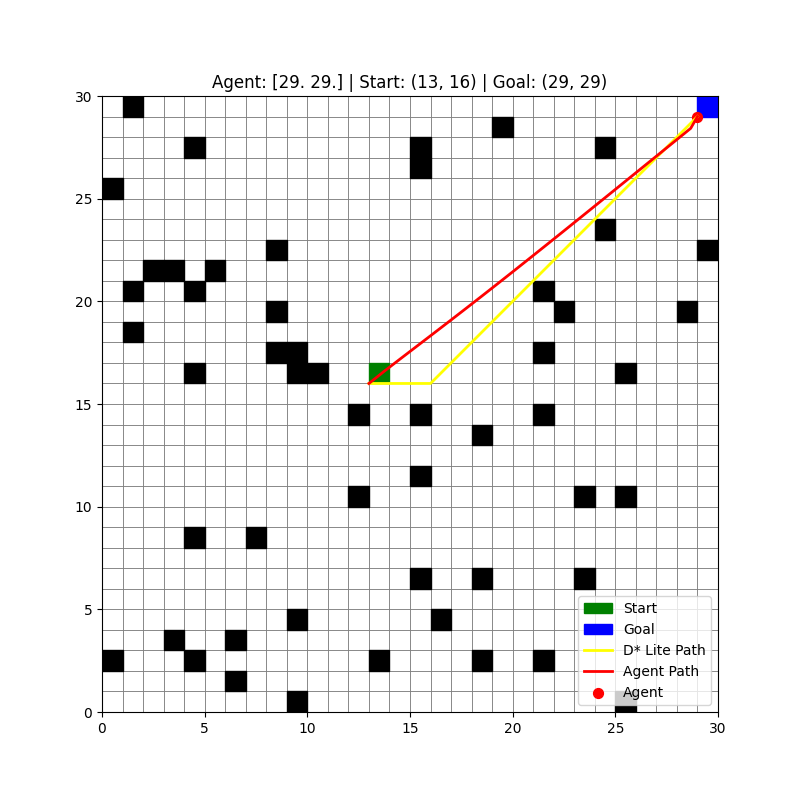 Agent: [29. 29.] | Start: (13, 16) | Goal: (29, 29)
30
25
20
15
10
5
0
0 5 10 15 20 25 30
Start
Goal
D* Lite Path
Agent Path
Agent